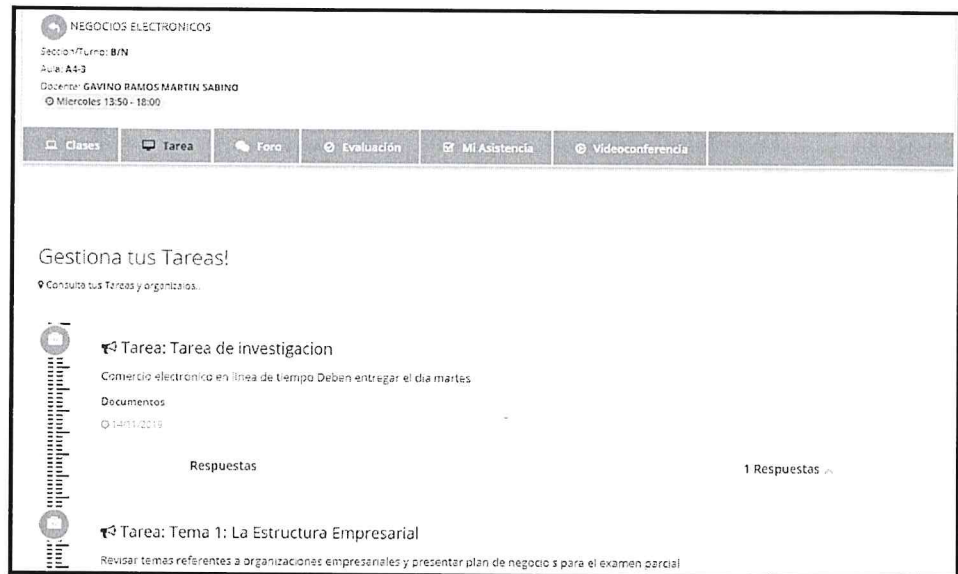 NEGOCIOS ELECTRONICOS
Seccion/Turno: B/N
Aula: A4-3
Docente: GAVINO RAMOS MARTIN SABINO
Miercoles 13:50 - 18:00
Clases Tarea Foro Evaluación Mi Asistencia Videoconferencia
Gestiona tus Tareas!
Consulta tus Tareas y organizalos..
Tarea: Tarea de investigacion
Comercio electronico en linea de tiempo Deben entregar el dia martes
Documentos
14/11/2019
Respuestas 1 Respuestas
Tarea: Tema 1: La Estructura Empresarial
Revisar temas referentes a organizaciones empresariales y presentar plan de negocio s para el examen parcial